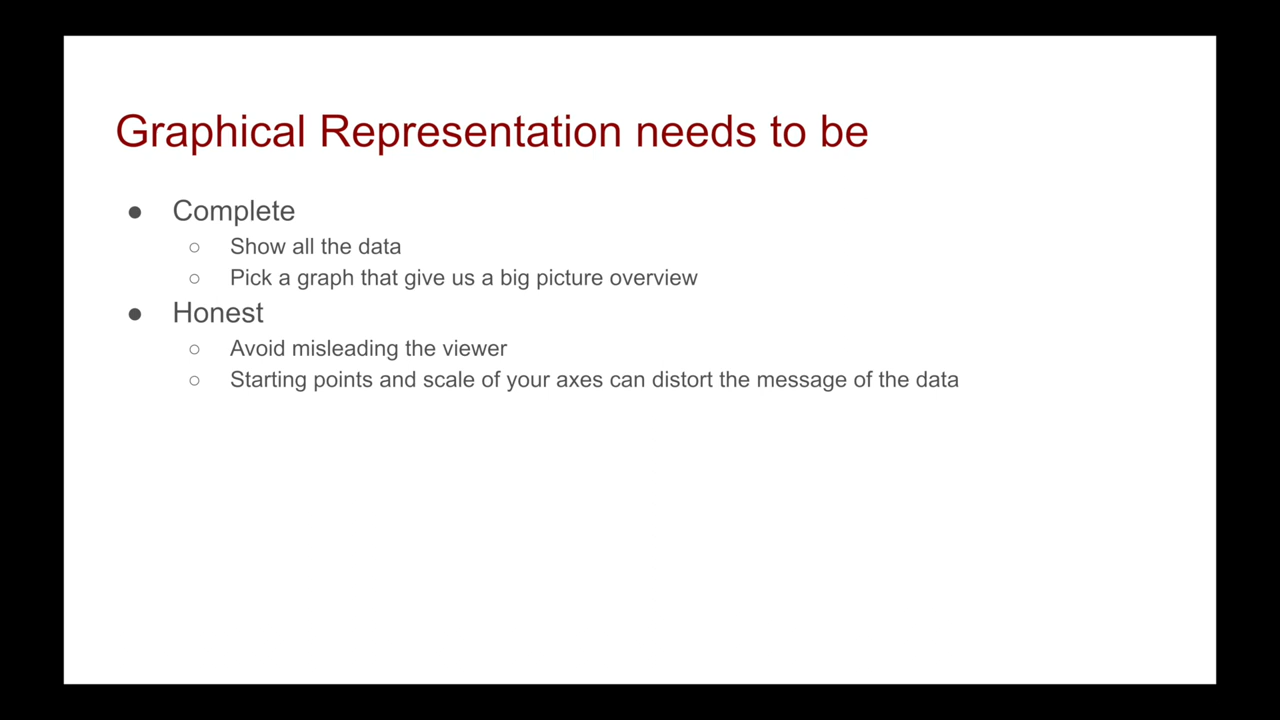 Graphical Representation needs to be
● Complete
○ Show all the data
○ Pick a graph that give us a big picture overview
● Honest
○ Avoid misleading the viewer
○ Starting points and scale of your axes can distort the message of the data